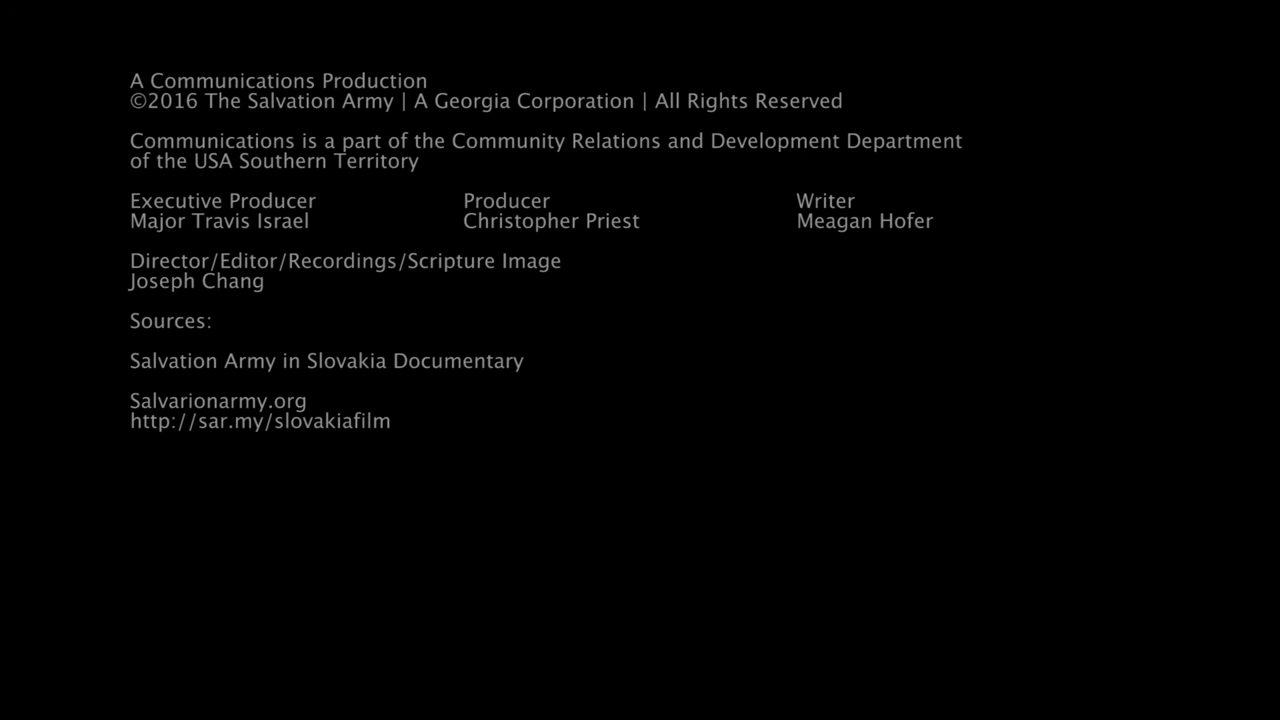 A Communications Production
©2016 The Salvation Army | A Georgia Corporation | All Rights Reserved
Communications is a part of the Community Relations and Development Department
of the USA Southern Territory
Executive Producer
Major Travis Israel
Producer
Christopher Priest
Writer
Meagan Hofer
Director/Editor/Recordings/Scripture Image
Joseph Chang
Sources:
Salvation Army in Slovakia Documentary
Salvarionarmy.org
http://sar.my/slovakiafilm